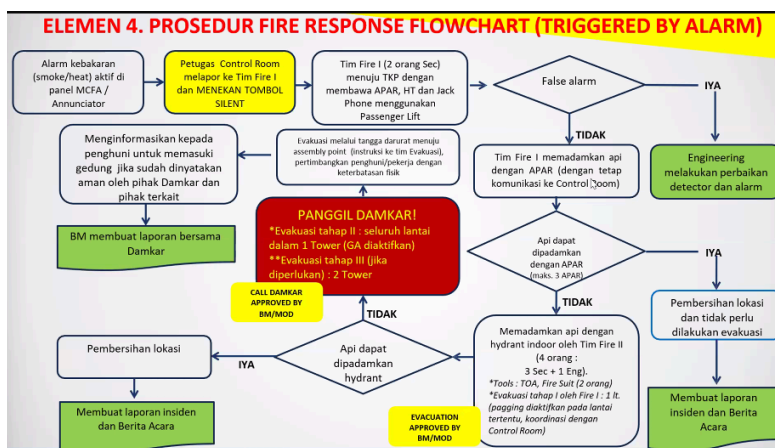 ELEMEN 4. PROSEDUR FIRE RESPONSE FLOWCHART (TRIGGERED BY ALARM)
Alarm kebakaran
(smoke/heat) aktif di
panel MCFA /
Annunciator
Petugas Control Room
melapor ke Tim Fire I
dan MENEKAN TOMBOL
SILENT
Tim Fire I (2 orang Sec)
menuju TKP dengan
membawa APAR, HT dan Jack
Phone menggunakan
Passenger Lift
False alarm
IYA
TIDAK
Engineering
melakukan perbaikan
detector dan alarm
Tim Fire I memadamkan api
dengan APAR (dengan tetap
komunikasi ke Control Room)
Api dapat
dipadamkan
dengan APAR
(maks. 3 APAR)
IYA
TIDAK
Pembersihan lokasi
dan tidak perlu
dilakukan evakuasi
Membuat laporan
insiden dan Berita
Acara
Memadamkan api dengan
hydrant indoor oleh Tim Fire II
(4 orang :
3 Sec + 1 Eng).
*Tools : TOA, Fire Suit (2 orang)
*Evakuasi tahap I oleh Fire I : 1 lt.
(pagging diaktifkan pada lantai
tertentu, koordinasi dengan
Control Room)
EVACUATION
APPROVED BY
BM/MOD
Api dapat
dipadamkan
hydrant
IYA
TIDAK
Pembersihan lokasi
Membuat laporan insiden
dan Berita Acara
PANGGIL DAMKAR!
*Evakuasi tahap II : seluruh lantai
dalam 1 Tower (GA diaktifkan)
**Evakuasi tahap III (jika
diperlukan) : 2 Tower
CALL DAMKAR
APPROVED BY
BM/MOD
Evakuasi melalui tangga darurat menuju
assembly point (instruksi ke tim Evakuasi),
pertimbangkan penghuni/pekerja dengan
keterbatasan fisik
Menginformasikan kepada
penghuni untuk memasuki
gedung jika sudah dinyatakan
aman oleh pihak Damkar dan
pihak terkait
BM membuat laporan bersama
Damkar